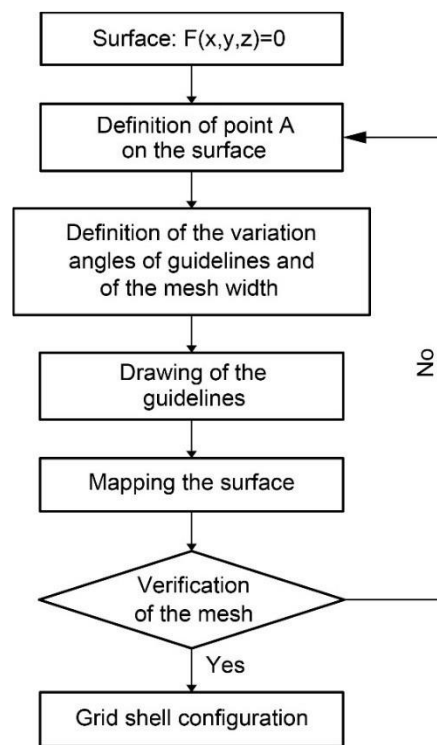 Surface: F(x,y,z)=0
Definition of point A
on the surface
Definition of the variation
angles of guidelines and
of the mesh width
Drawing of the
guidelines
No
Mapping the surface
Verification
of the mesh
Yes
Grid shell configuration